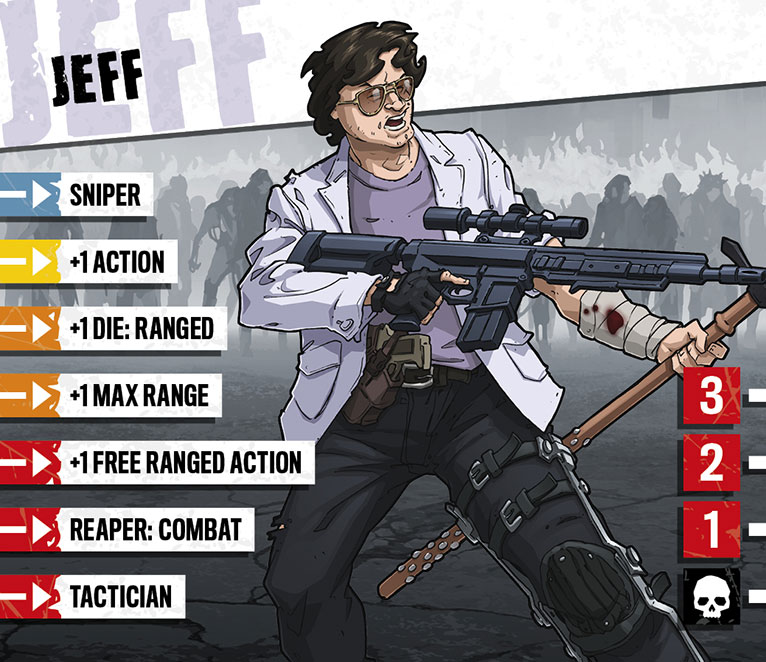 JEFF
JEFF
SNIPER
+1 ACTION
+1 DIE: RANGED
+1 MAX RANGE
+1 FREE RANGED ACTION
REAPER: COMBAT
TACTICIAN
3
2
1